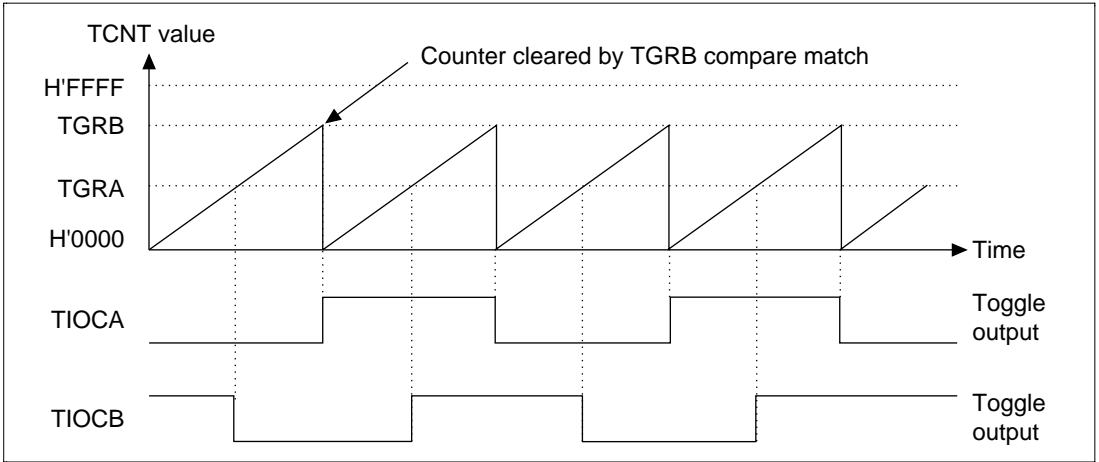 TCNT value
Counter cleared by TGRB compare match
H'FFFF
TGRB
TGRA
H'0000
Time
TIOCA
Toggle
output
TIOCB
Toggle
output